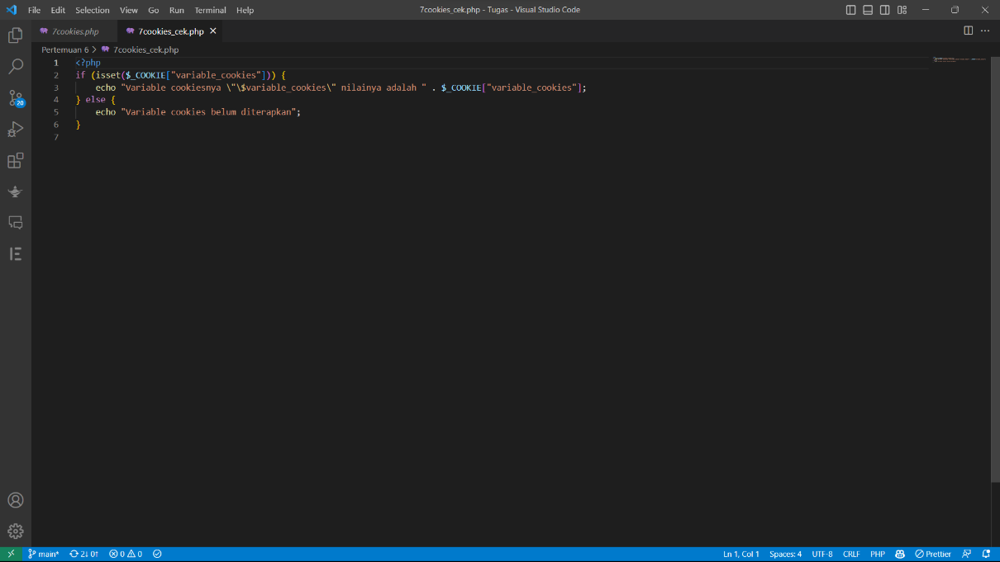 File Edit Selection View Go Run Terminal Help
7cookies_cek.php - Tugas - Visual Studio Code
7cookies.php
7cookies_cek.php
Pertemuan 6 > 7cookies_cek.php
1 <?php
2 if (isset($_COOKIE["variable_cookies"])) {
3 echo "Variable cookiesnya \"\$variable_cookies\" nilainya adalah " . $_COOKIE["variable_cookies"];
4 } else {
5 echo "Variable cookies belum diterapkan";
6 }
7
20
main* 2↓ 0↑ 0 0
Ln 1, Col 1 Spaces: 4 UTF-8 CRLF PHP Prettier